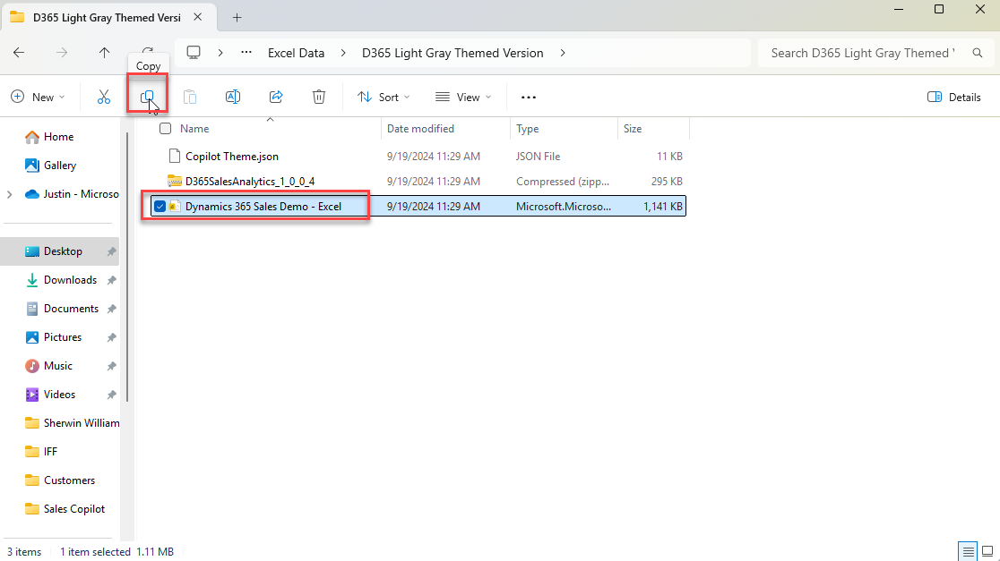 D365 Light Gray Themed Versi
Excel Data
D365 Light Gray Themed Version
Search D365 Light Gray Themed
Copy
New
Sort
View
Details
Name Date modified Type Size
Copilot Theme.json 9/19/2024 11:29 AM JSON File 11 KB
D365SalesAnalytics_1_0_0_4 9/19/2024 11:29 AM Compressed (zipp... 295 KB
Dynamics 365 Sales Demo - Excel 9/19/2024 11:29 AM Microsoft.Microso... 1,141 KB
Home
Gallery
Justin - Microso
Desktop
Downloads
Documents
Pictures
Music
Videos
Sherwin William
IFF
Customers
Sales Copilot
3 items 1 item selected 1.11 MB